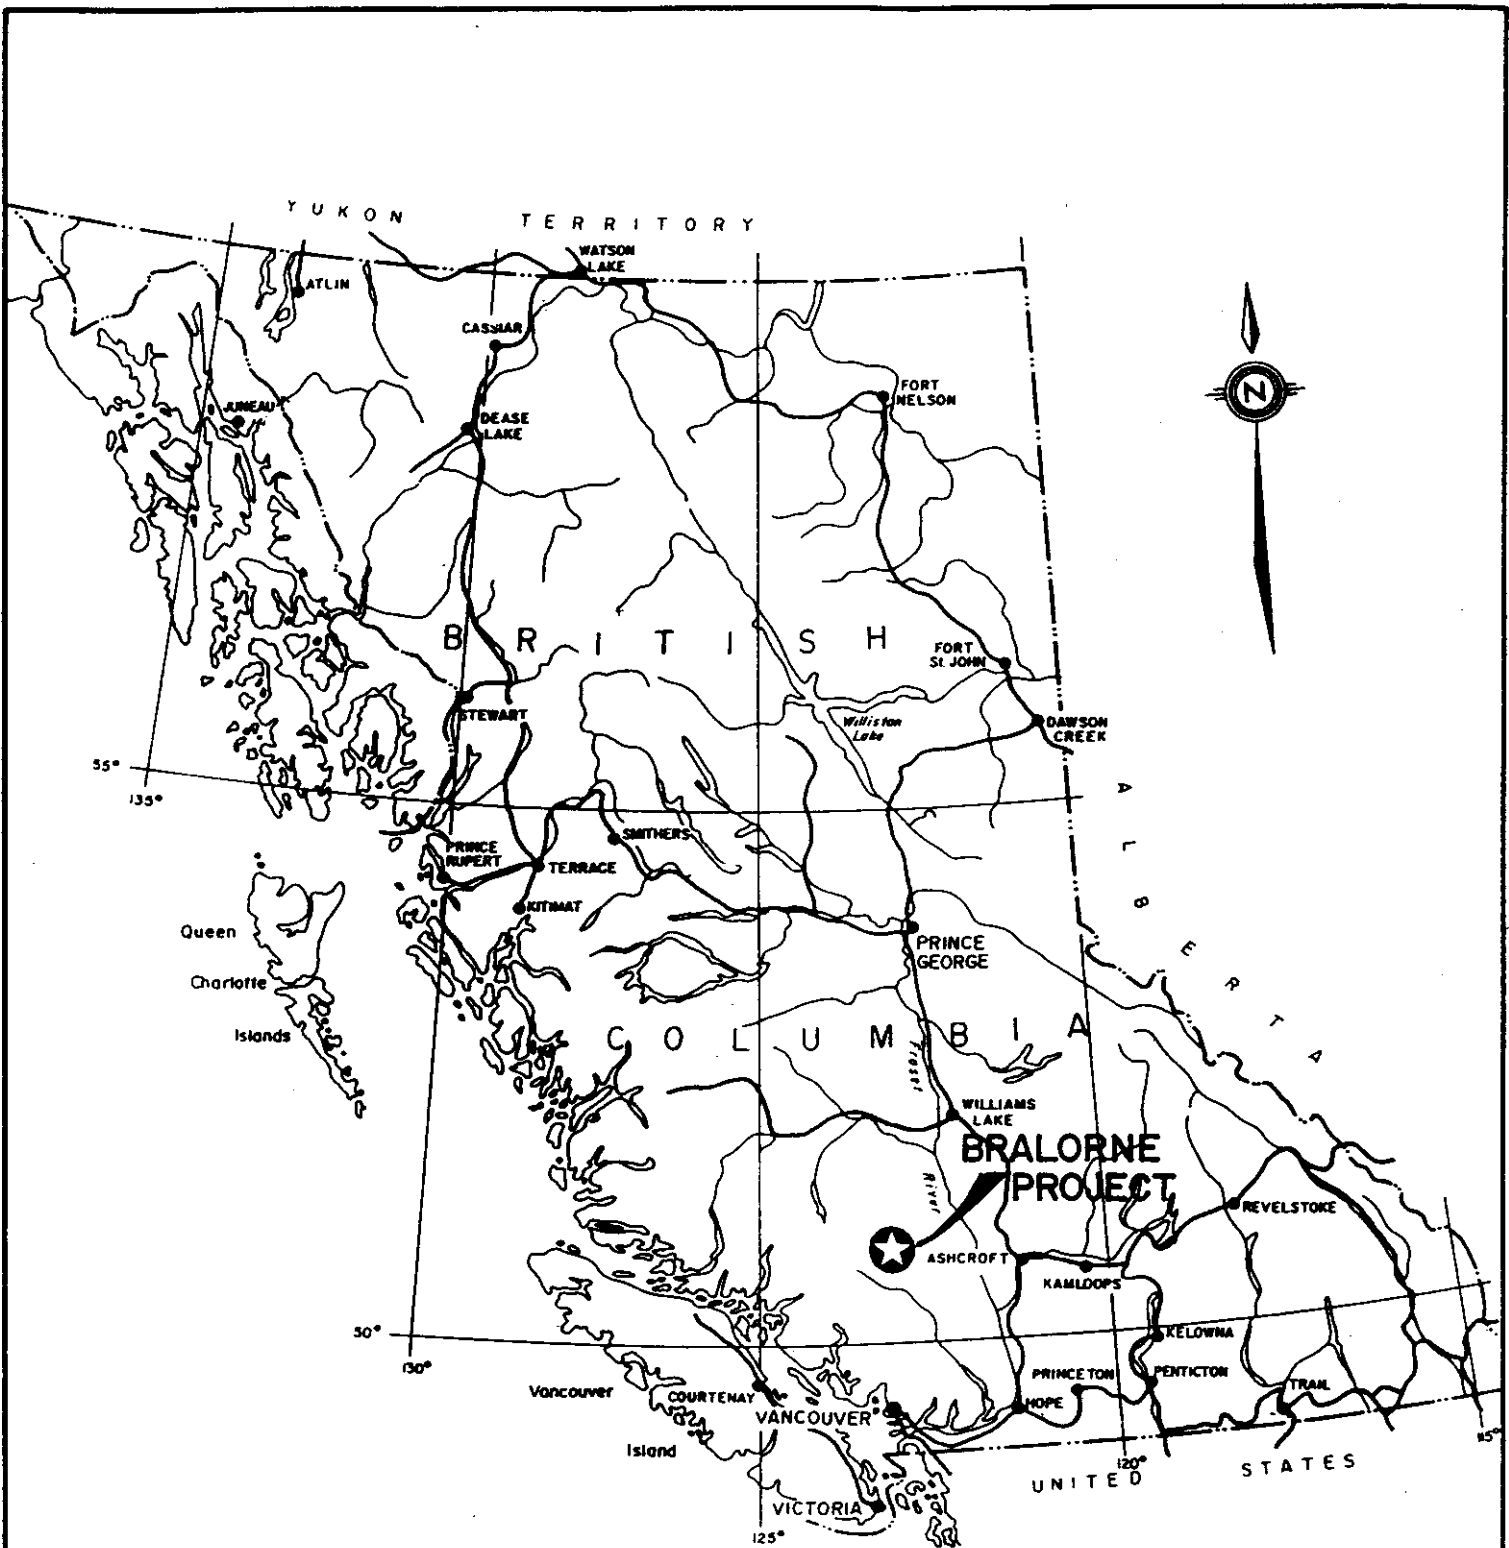 YUKON TERRITORY
WATSON
LAKE
ATLIN
CASSIAR
JUNEAU
DEASE
LAKE
FORT
NELSON
N
BRITISH
FORT
St. JOHN
STEWART
Williston
Lake
DAWSON
CREEK
55°
135°
ALBERTA
PRINCE
RUPERT
SMITHERS
TERRACE
KITIMAT
Queen
Charlotte
Islands
PRINCE
GEORGE
COLUMBIA
Fraser
River
WILLIAMS
LAKE
BRALORNE
PROJECT
REVELSTOKE
ASHCROFT
KAMLOOPS
50°
130°
KELOWNA
Vancouver
Island
COURTENAY
PRINCETON
PENTICTON
TRAIL
VANCOUVER
HOPE
VICTORIA
125°
120°
115°
UNITED STATES